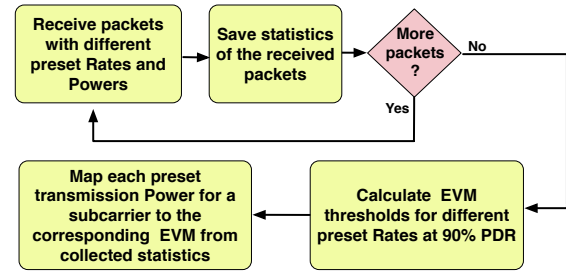 Receive packets
with different
preset Rates and
Powers
Save statistics
of the received
packets
More
packets
?
No
Yes
Map each preset
transmission Power for a
subcarrier to the
corresponding EVM from
collected statistics
Calculate EVM
thresholds for different
preset Rates at 90% PDR